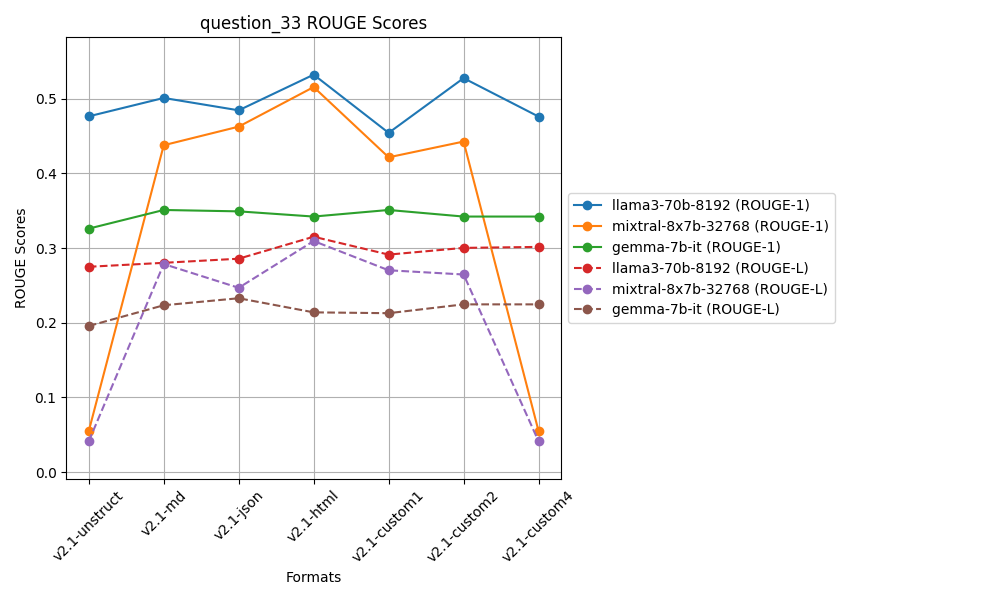 question_33 ROUGE Scores
ROUGE Scores
0.5
0.4
0.3
0.2
0.1
0.0
v2.1-unstruct
v2.1-md
v2.1-json
v2.1-html
v2.1-custom1
v2.1-custom2
v2.1-custom4
Formats
llama3-70b-8192 (ROUGE-1)
mixtral-8x7b-32768 (ROUGE-1)
gemma-7b-it (ROUGE-1)
llama3-70b-8192 (ROUGE-L)
mixtral-8x7b-32768 (ROUGE-L)
gemma-7b-it (ROUGE-L)